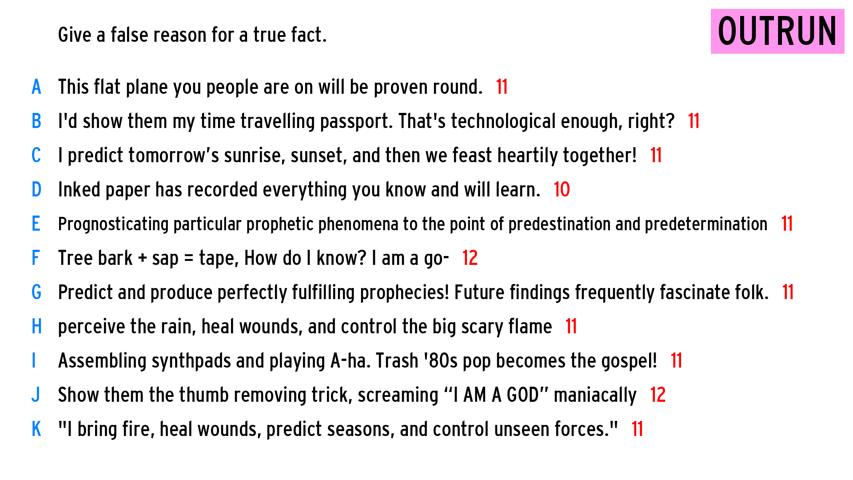 Give a false reason for a true fact.
OUTRUN
A This flat plane you people are on will be proven round. 11
B I'd show them my time travelling passport. That's technological enough, right? 11
C I predict tomorrow’s sunrise, sunset, and then we feast heartily together! 11
D Inked paper has recorded everything you know and will learn. 10
E Prognosticating particular prophetic phenomena to the point of predestination and predetermination 11
F Tree bark + sap = tape, How do I know? I am a go- 12
G Predict and produce perfectly fulfilling prophecies! Future findings frequently fascinate folk. 11
H perceive the rain, heal wounds, and control the big scary flame 11
I Assembling synthpads and playing A-ha. Trash '80s pop becomes the gospel! 11
J Show them the thumb removing trick, screaming “I AM A GOD” maniacally 12
K "I bring fire, heal wounds, predict seasons, and control unseen forces." 11